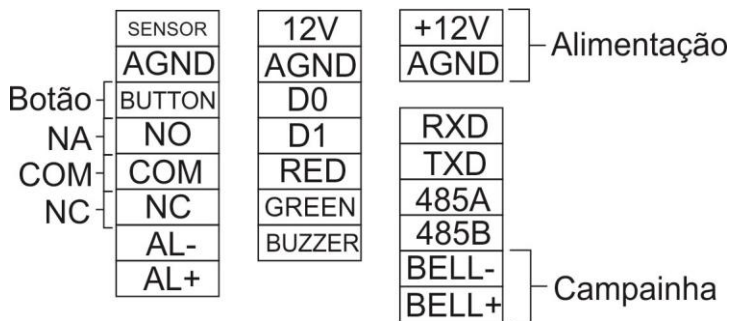 SENSOR
AGND
Botão BUTTON
NA NO
COM COM
NC NC
AL-
AL+
12V
AGND
D0
D1
RED
GREEN
BUZZER
+12V
AGND
Alimentação
RXD
TXD
485A
485B
BELL-
BELL+
Campainha